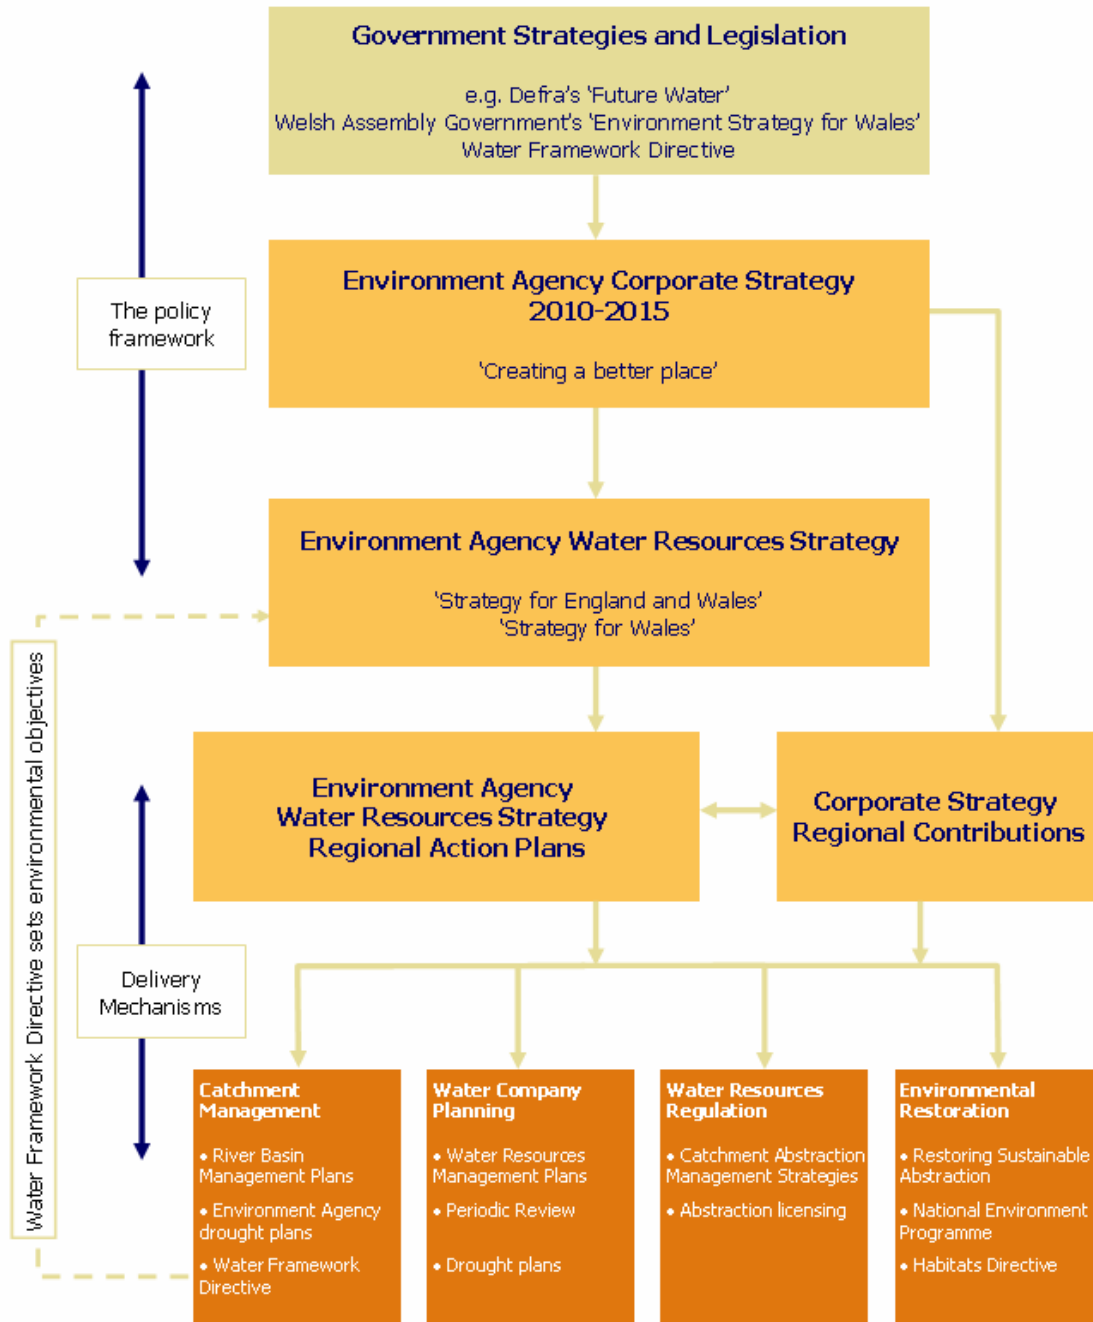 Government Strategies and Legislation
e.g. Defra's 'Future Water'
Welsh Assembly Government's 'Environment Strategy for Wales'
Water Framework Directive
The policy
framework
Environment Agency Corporate Strategy
2010-2015
'Creating a better place'
Environment Agency Water Resources Strategy
'Strategy for England and Wales'
'Strategy for Wales'
Water Framework Directive sets environmental objectives
Environment Agency
Water Resources Strategy
Regional Action Plans
Corporate Strategy
Regional Contributions
Delivery
Mechanisms
Catchment
Management
• River Basin
Management Plans
• Environment Agency
drought plans
• Water Framework
Directive
Water Company
Planning
• Water Resources
Management Plans
• Periodic Review
• Drought plans
Water Resources
Regulation
• Catchment Abstraction
Management Strategies
• Abstraction licensing
Environmental
Restoration
• Restoring Sustainable
Abstraction
• National Environment
Programme
• Habitats Directive